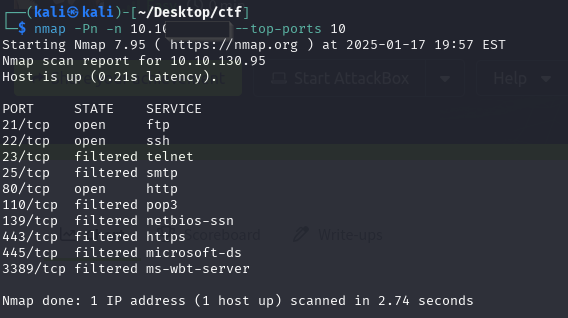 ┌──(kali㉿kali)-[~/Desktop/ctf]
└─$ nmap -Pn -n 10.10 --top-ports 10
Starting Nmap 7.95 ( https://nmap.org ) at 2025-01-17 19:57 EST
Nmap scan report for 10.10.130.95
Host is up (0.21s latency).
Start AttackBox
Help
PORT STATE SERVICE
21/tcp open ftp
22/tcp open ssh
23/tcp filtered telnet
25/tcp filtered smtp
80/tcp open http
110/tcp filtered pop3
139/tcp filtered netbios-ssn
443/tcp filtered https
Scoreboard
Write-ups
445/tcp filtered microsoft-ds
3389/tcp filtered ms-wbt-server
Nmap done: 1 IP address (1 host up) scanned in 2.74 seconds